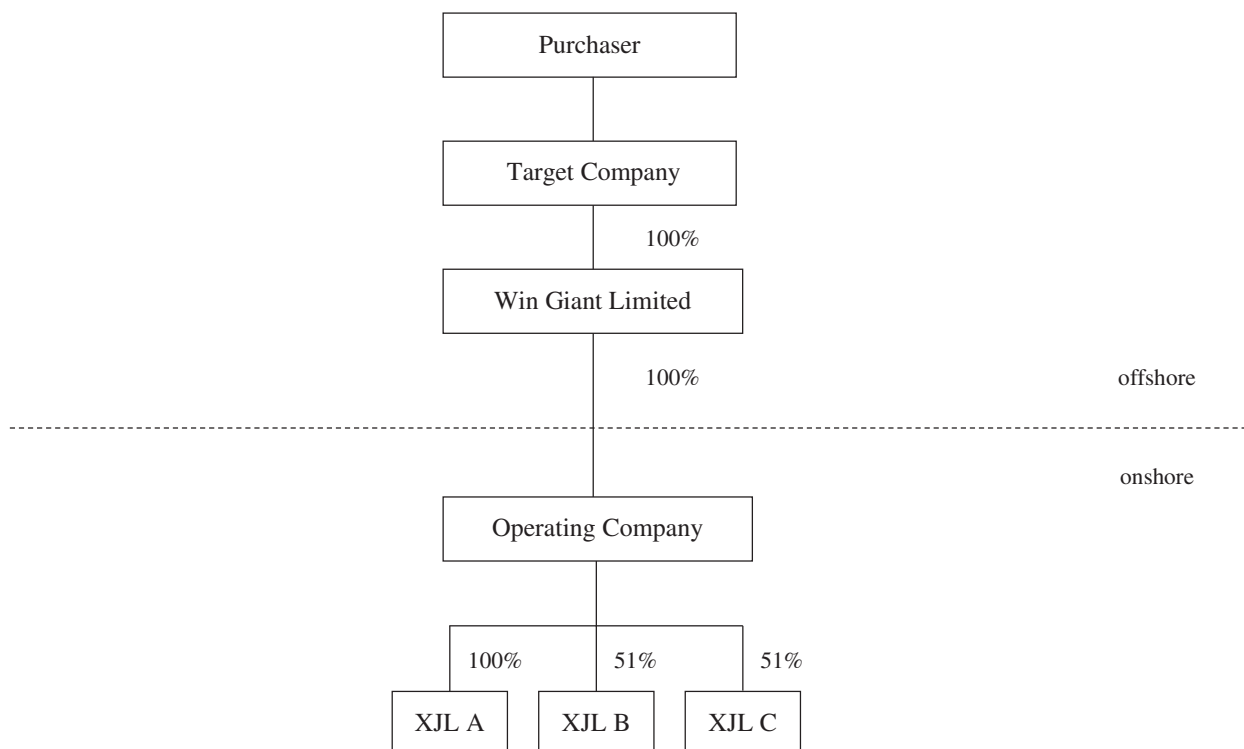 Purchaser
Target Company
100%
Win Giant Limited
100%
offshore
onshore
Operating Company
100%
51%
51%
XJL A
XJL B
XJL C